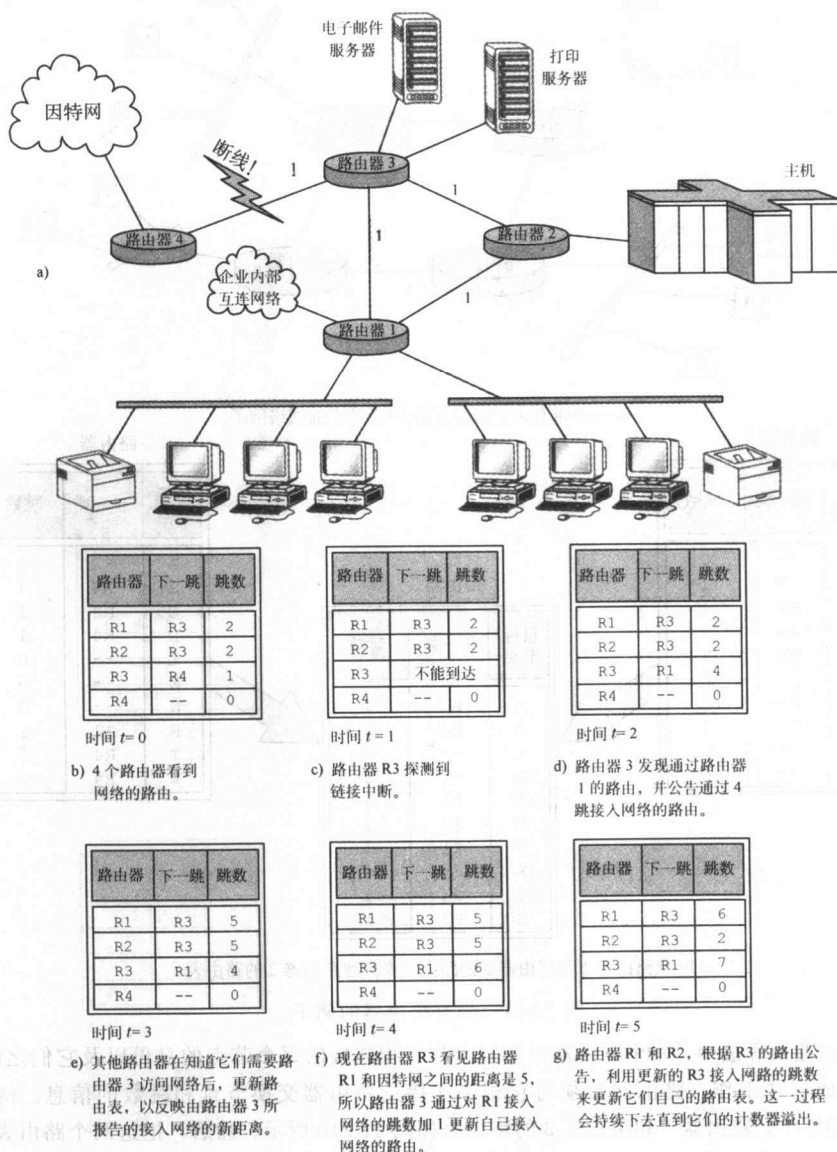 电子邮件
服务器
打印
服务器
因特网
断线!
1
路由器 3
主机
1
路由器 4
1
路由器 2
a)
企业内部
互连网络
1
路由器 1
路由器 下一跳 跳数
R1 R3 2
R2 R3 2
R3 R4 1
R4 -- 0
时间 t= 0
b) 4 个路由器看到
网络的路由。
路由器 下一跳 跳数
R1 R3 2
R2 R3 2
R3 不能到达
R4 -- 0
时间 t = 1
c) 路由器 R3 探测到
链接中断。
路由器 下一跳 跳数
R1 R3 2
R2 R3 2
R3 R1 4
R4 -- 0
时间 t= 2
d) 路由器 3 发现通过路由器
1 的路由,并公告通过 4
跳接入网络的路由。
路由器 下一跳 跳数
R1 R3 5
R2 R3 5
R3 R1 4
R4 -- 0
时间 t= 3
e) 其他路由器在知道它们需要路
由器 3 访问网络后,更新路
由表,以反映由路由器 3 所
报告的接入网络的新距离。
路由器 下一跳 跳数
R1 R3 5
R2 R3 5
R3 R1 6
R4 -- 0
时间 t= 4
f) 现在路由器 R3 看见路由器
R1 和因特网之间的距离是 5,
所以路由器 3 通过对 R1 接入
网络的跳数加 1 更新自己接入
网络的路由。
路由器 下一跳 跳数
R1 R3 6
R2 R3 2
R3 R1 7
R4 -- 0
时间 t= 5
g) 路由器 R1 和 R2,根据 R3 的路由公
告,利用更新的 R3 接入网路的跳数
来更新它们自己的路由表。这一过程
会持续下去直到它们的计数器溢出。